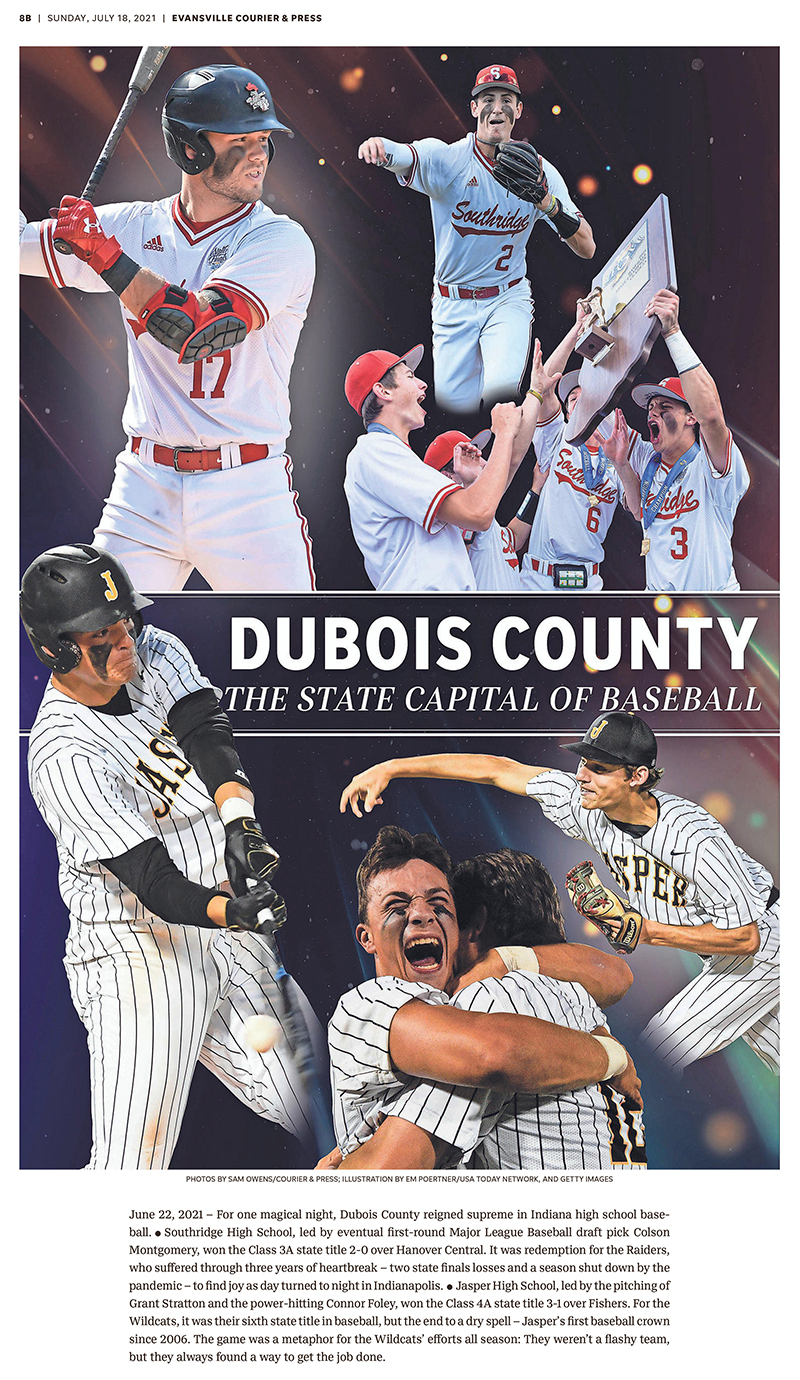 8B | SUNDAY, JULY 18, 2021 | EVANSVILLE COURIER & PRESS
S
Southridge
2
adidas
17
Southridge
6
3
J
DUBOIS COUNTY
THE STATE CAPITAL OF BASEBALL
J
JAS
JASPER
PHOTOS BY SAM OWENS/COURIER & PRESS; ILLUSTRATION BY EM POERTNER/USA TODAY NETWORK, AND GETTY IMAGES
June 22, 2021 – For one magical night, Dubois County reigned supreme in Indiana high school base-
ball. ● Southridge High School, led by eventual first-round Major League Baseball draft pick Colson
Montgomery, won the Class 3A state title 2-0 over Hanover Central. It was redemption for the Raiders,
who suffered through three years of heartbreak – two state finals losses and a season shut down by the
pandemic – to find joy as day turned to night in Indianapolis. ● Jasper High School, led by the pitching of
Grant Stratton and the power-hitting Connor Foley, won the Class 4A state title 3-1 over Fishers. For the
Wildcats, it was their sixth state title in baseball, but the end to a dry spell – Jasper’s first baseball crown
since 2006. The game was a metaphor for the Wildcats’ efforts all season: They weren’t a flashy team,
but they always found a way to get the job done.